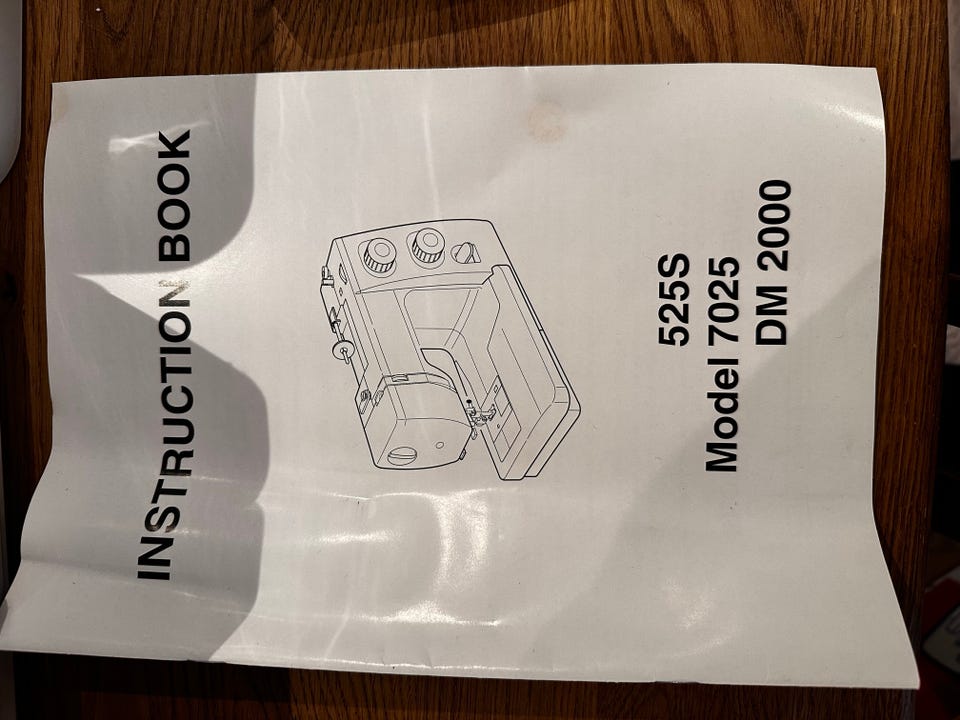 INSTRUCTION BOOK
525S
Model 7025
DM 2000